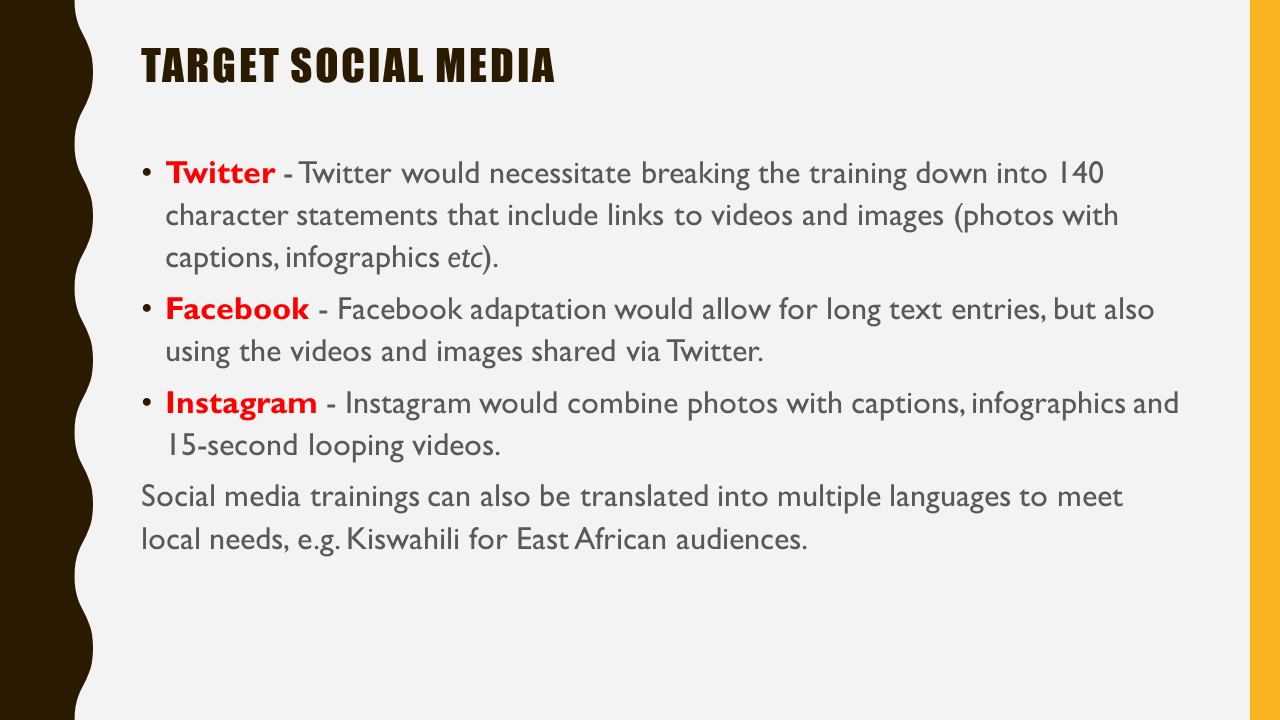 TARGET SOCIAL MEDIA
• Twitter - Twitter would necessitate breaking the training down into 140
character statements that include links to videos and images (photos with
captions, infographics etc).
• Facebook - Facebook adaptation would allow for long text entries, but also
using the videos and images shared via Twitter.
• Instagram - Instagram would combine photos with captions, infographics and
15-second looping videos.
Social media trainings can also be translated into multiple languages to meet
local needs, e.g. Kiswahili for East African audiences.